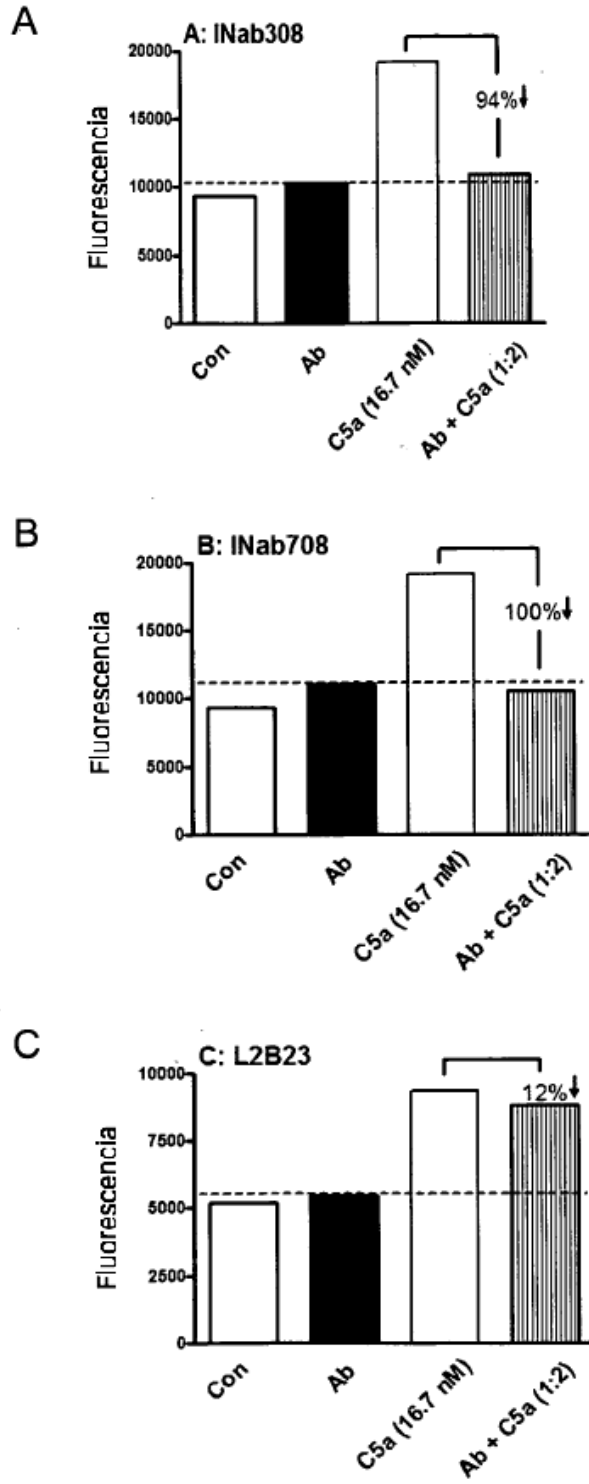 A
A: INab308
Fluorescencia
20000
15000
10000
5000
0
94%
Con
Ab
C5a (16.7 nM)
Ab + C5a (1:2)
B
B: INab708
Fluorescencia
20000
15000
10000
5000
0
100%
Con
Ab
C5a (16.7 nM)
Ab + C5a (1:2)
C
C: L2B23
Fluorescencia
10000
7500
5000
2500
0
12%
Con
Ab
C5a (16.7 nM)
Ab + C5a (1:2)